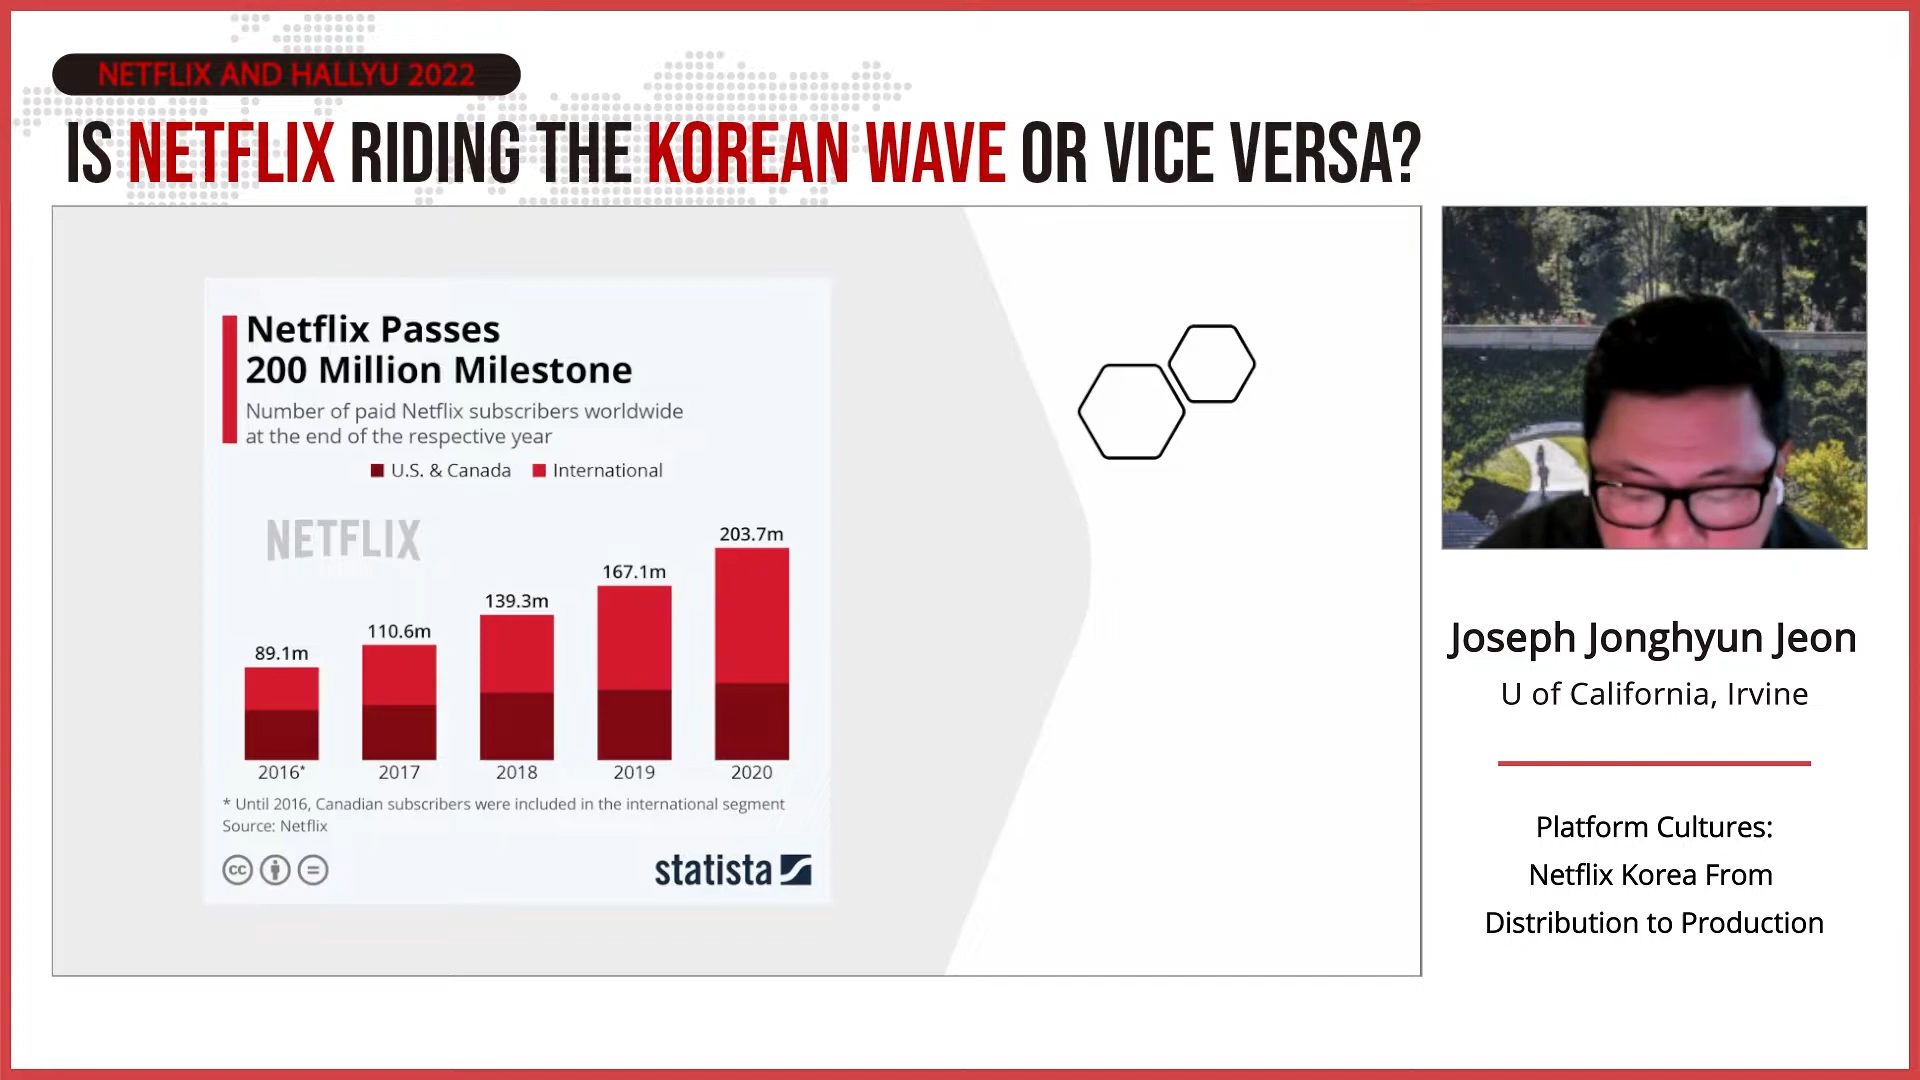 NETFLIX AND HALLYU 2022
IS NETFLIX RIDING THE KOREAN WAVE OR VICE VERSA?
Netflix Passes
200 Million Milestone
Number of paid Netflix subscribers worldwide
at the end of the respective year
U.S. & Canada International
NETFLIX
89.1m
110.6m
139.3m
167.1m
203.7m
2016* 2017 2018 2019 2020
* Until 2016, Canadian subscribers were included in the international segment
Source: Netflix
cc
statista
Joseph Jonghyun Jeon
U of California, Irvine
Platform Cultures:
Netflix Korea From
Distribution to Production